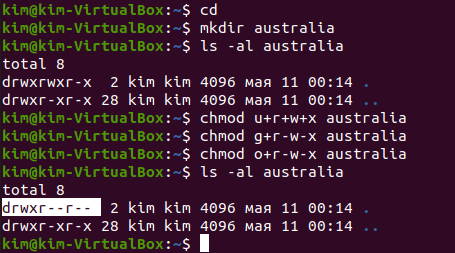 kim@kim-VirtualBox:~$ cd
kim@kim-VirtualBox:~$ mkdir australia
kim@kim-VirtualBox:~$ ls -al australia
total 8
drwxrwxr-x  2 kim kim 4096 мая 11 00:14 .
drwxr-xr-x 28 kim kim 4096 мая 11 00:14 ..
kim@kim-VirtualBox:~$ chmod u+r+w+x australia
kim@kim-VirtualBox:~$ chmod g+r-w-x australia
kim@kim-VirtualBox:~$ chmod o+r-w-x australia
kim@kim-VirtualBox:~$ ls -al australia
total 8
drwxr--r--  2 kim kim 4096 мая 11 00:14 .
drwxr-xr-x 28 kim kim 4096 мая 11 00:14 ..
kim@kim-VirtualBox:~$